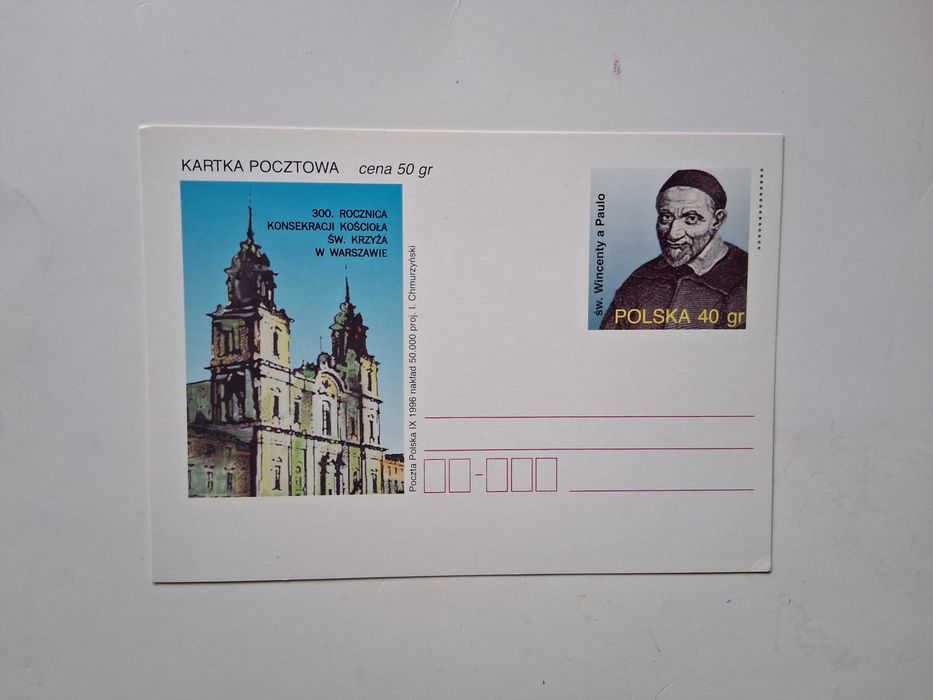 KARTKA POCZTOWA cena 50 gr
300. ROCZNICA
KONSEKRACJI KOŚCIOŁA
ŚW. KRZYŻA
W WARSZAWIE
Poczta Polska IX 1996 nakład 50.000 proj. I. Chmurzyński
św. Wincenty a Paulo
POLSKA 40 gr